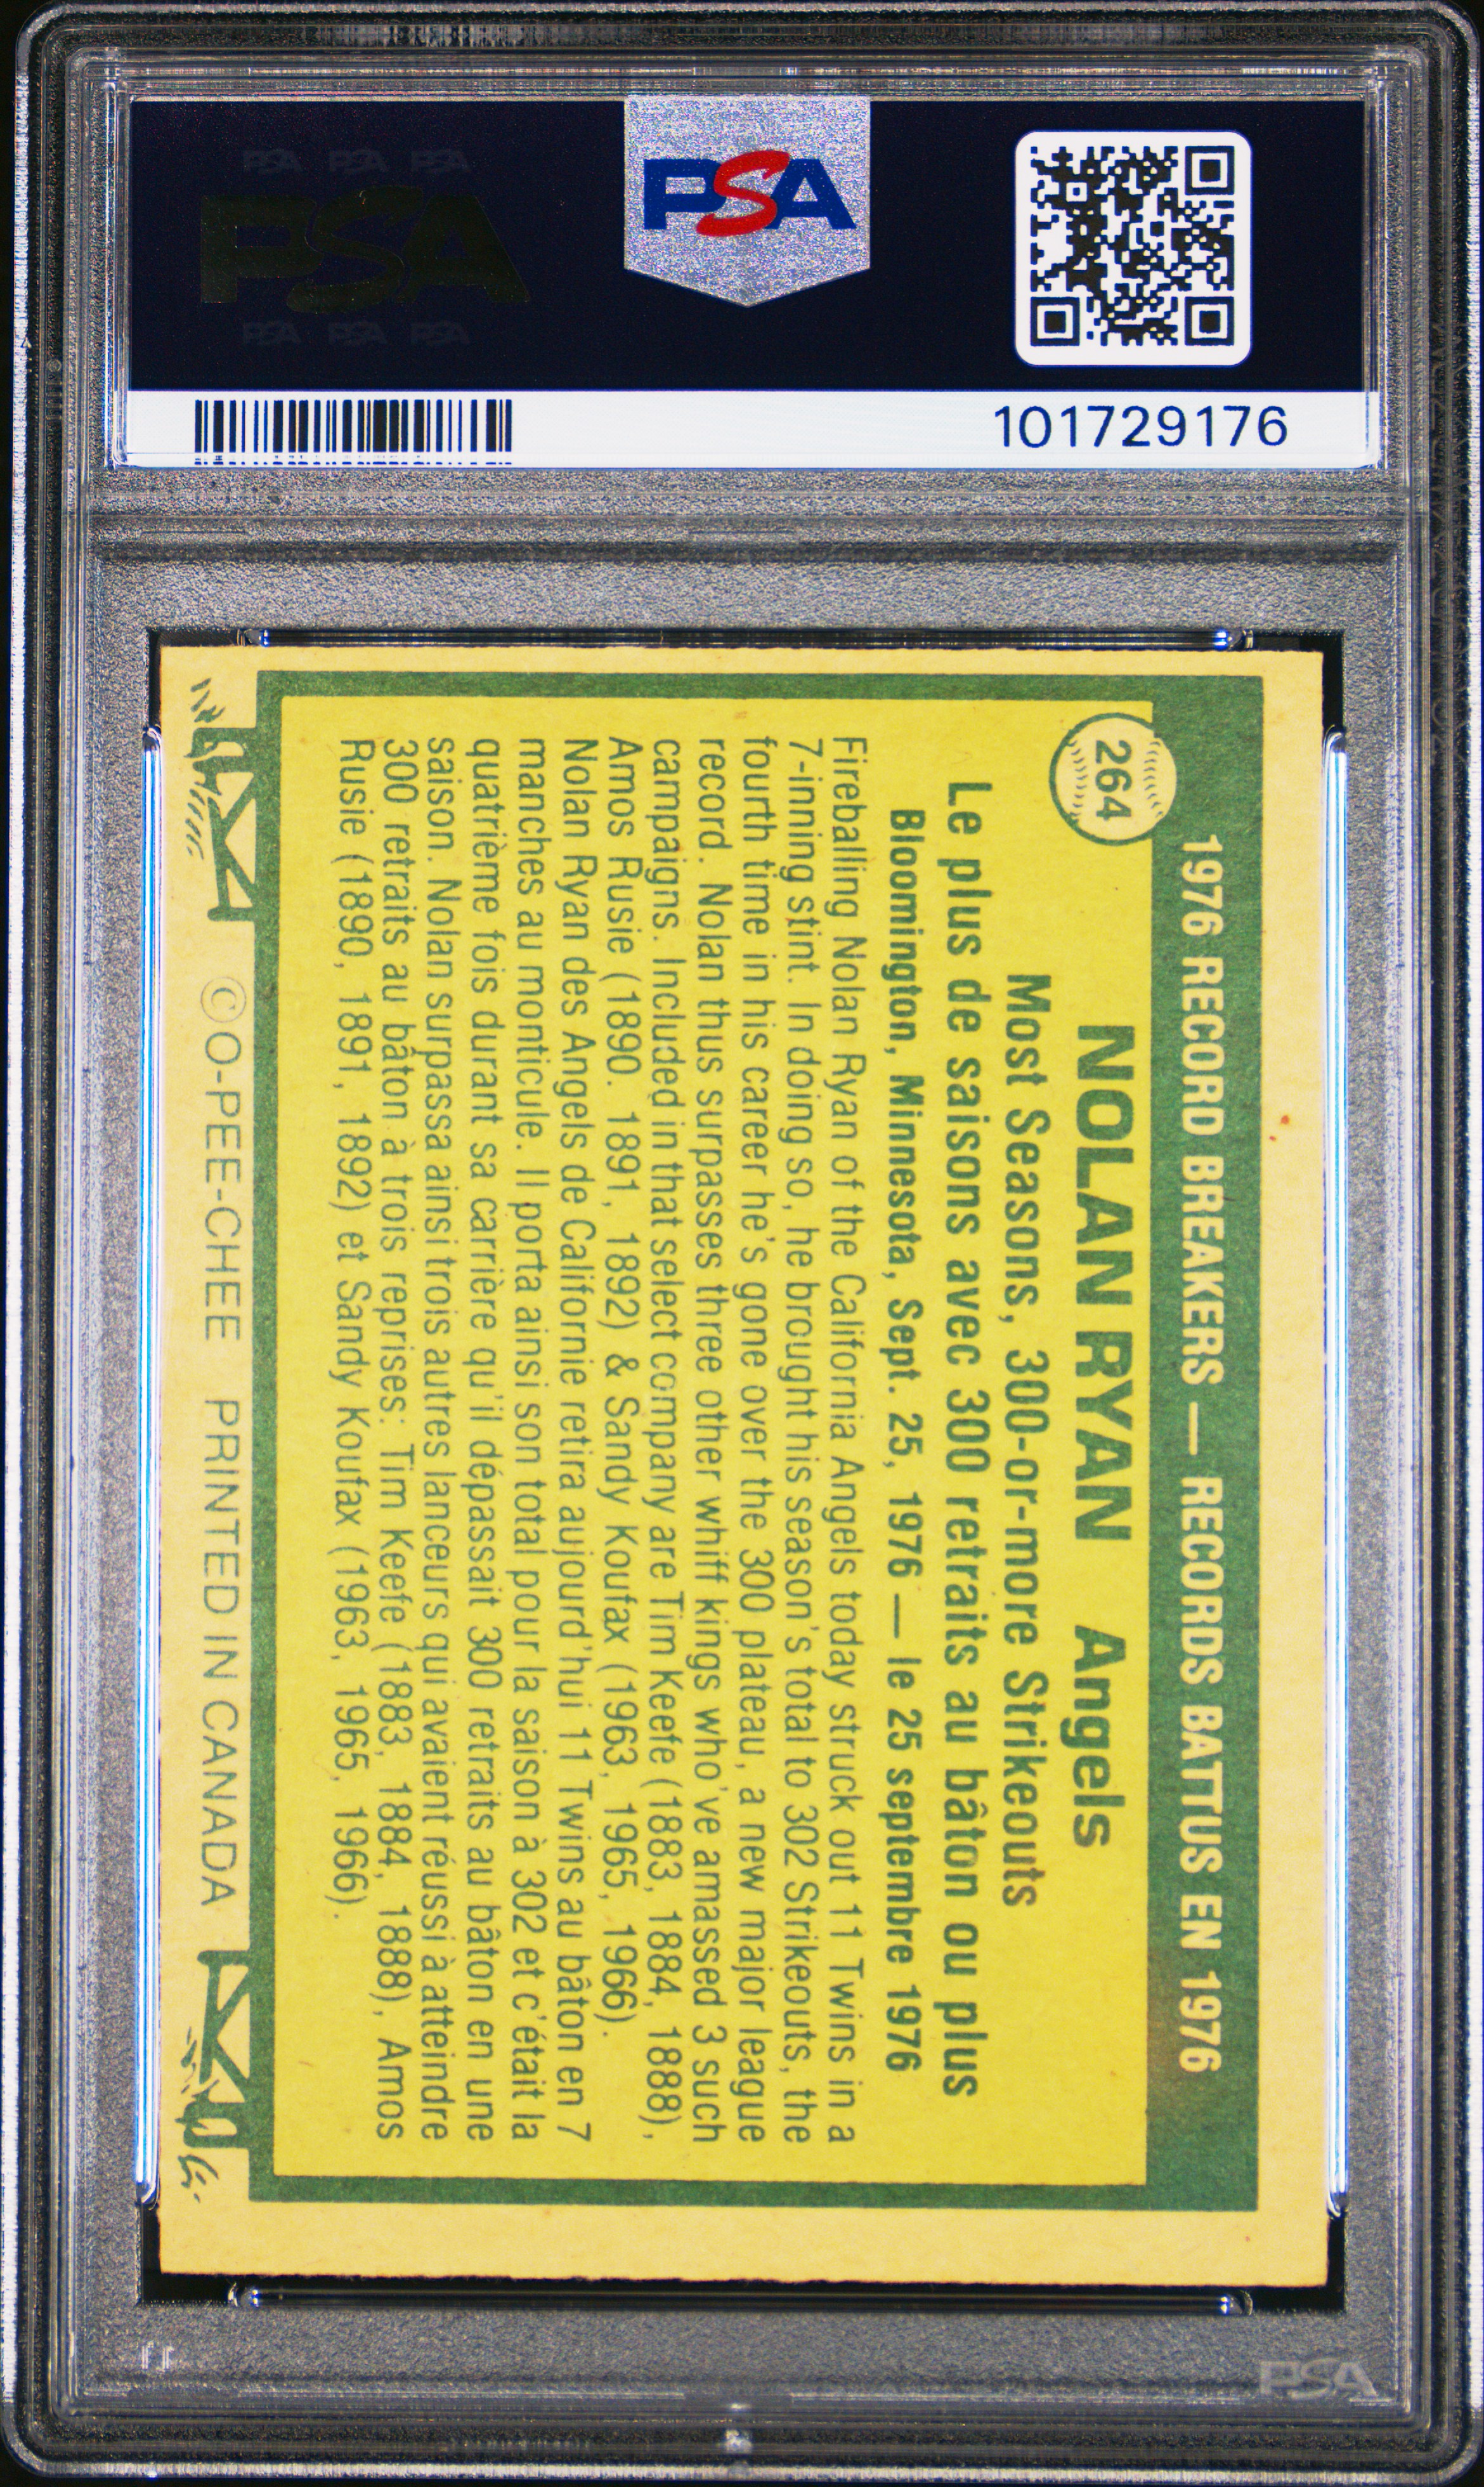 PSA PSA PSA
PSA
PSA PSA PSA
PSA
101729176
264
1976 RECORD BREAKERS — RECORDS BATTUS EN 1976
NOLAN RYAN Angels
Most Seasons, 300-or-more Strikeouts
Le plus de saisons avec 300 retraits au bâton ou plus
Bloomington, Minnesota, Sept. 25, 1976 — le 25 septembre 1976
Fireballing Nolan Ryan of the California Angels today struck out 11 Twins in a
7-inning stint. In doing so, he brought his season's total to 302 Strikeouts, the
fourth time in his career he's gone over the 300 plateau, a new major league
record. Nolan thus surpasses three other whiff kings who've amassed 3 such
campaigns. Included in that select company are Tim Keefe (1883, 1884, 1888),
Amos Rusie (1890. 1891, 1892) & Sandy Koufax (1963, 1965, 1966).
Nolan Ryan des Angels de Californie retira aujourd'hui 11 Twins au bâton en 7
manches au monticule. Il porta ainsi son total pour la saison à 302 et c'était la
quatrième fois durant sa carrière qu'il dépassait 300 retraits au bâton en une
saison. Nolan surpassa ainsi trois autres lanceurs qui avaient réussi à atteindre
300 retraits au bâton à trois reprises: Tim Keefe (1883, 1884, 1888), Amos
Rusie (1890, 1891, 1892) et Sandy Koufax (1963, 1965, 1966).
©O-PEE-CHEE PRINTED IN CANADA
PSA